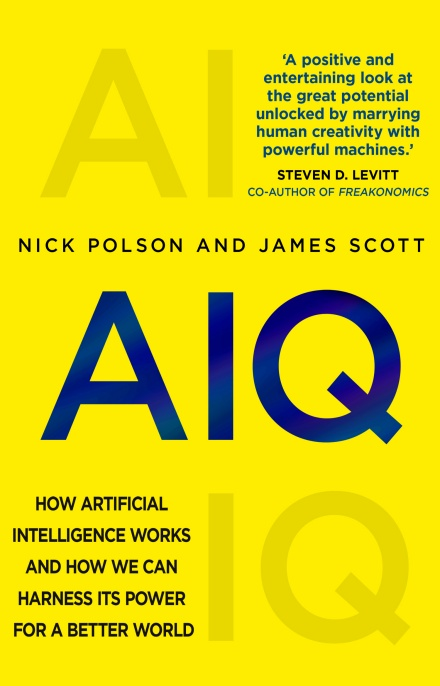 AI
‘A positive and
entertaining look at
the great potential
unlocked by marrying
human creativity with
powerful machines.’
STEVEN D. LEVITT
CO-AUTHOR OF FREAKONOMICS
NICK POLSON AND JAMES SCOTT
AIQ
HOW ARTIFICIAL
INTELLIGENCE WORKS
AND HOW WE CAN
HARNESS ITS POWER
FOR A BETTER WORLD
IQ